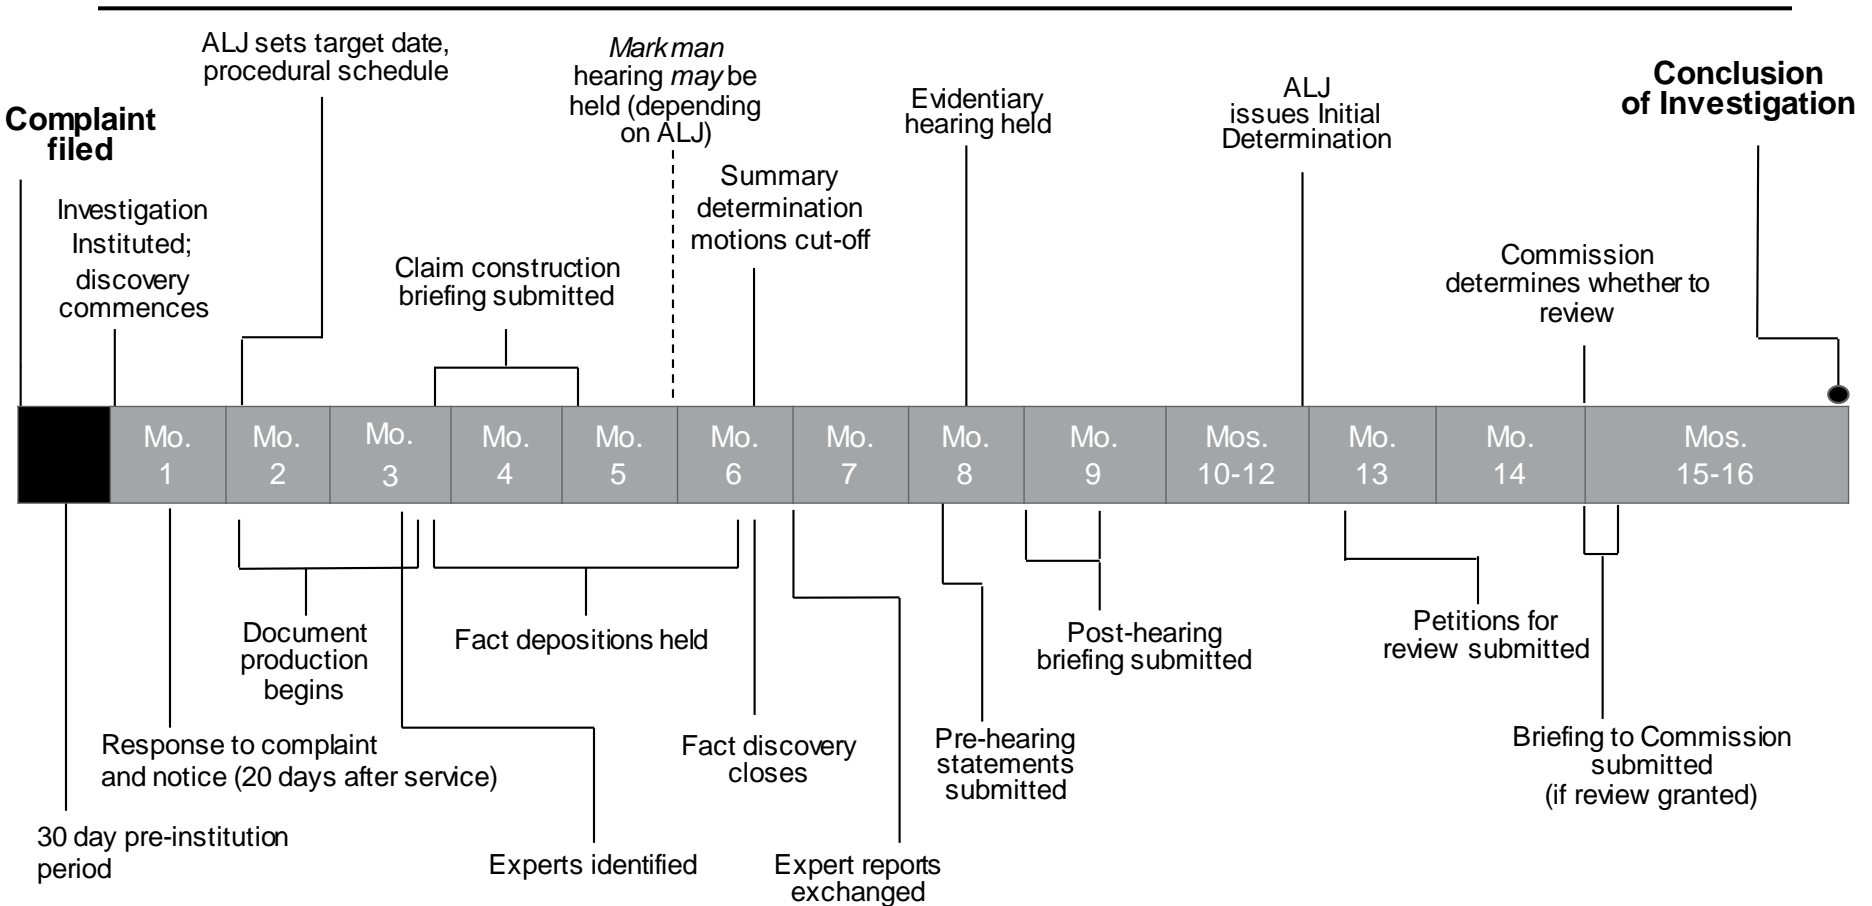 ALJ sets target date,
procedural schedule
Markman
hearing may be
held (depending
on ALJ)
Conclusion
of Investigation
Complaint
filed
Evidentiary
hearing held
ALJ
issues Initial
Determination
Summary
determination
motions cut-off
Investigation
Instituted;
discovery
commences
Claim construction
briefing submitted
Commission
determines whether to
review
Mo.
1
Mo.
2
Mo.
3
Mo.
4
Mo.
5
Mo.
6
Mo.
7
Mo.
8
Mo.
9
Mos.
10-12
Mo.
13
Mo.
14
Mos.
15-16
Document
production
begins
Fact depositions held
Post-hearing
briefing submitted
Petitions for
review submitted
Response to complaint
and notice (20 days after service)
Fact discovery
closes
Pre-hearing
statements
submitted
Briefing to Commission
submitted
(if review granted)
30 day pre-institution
period
Experts identified
Expert reports
exchanged